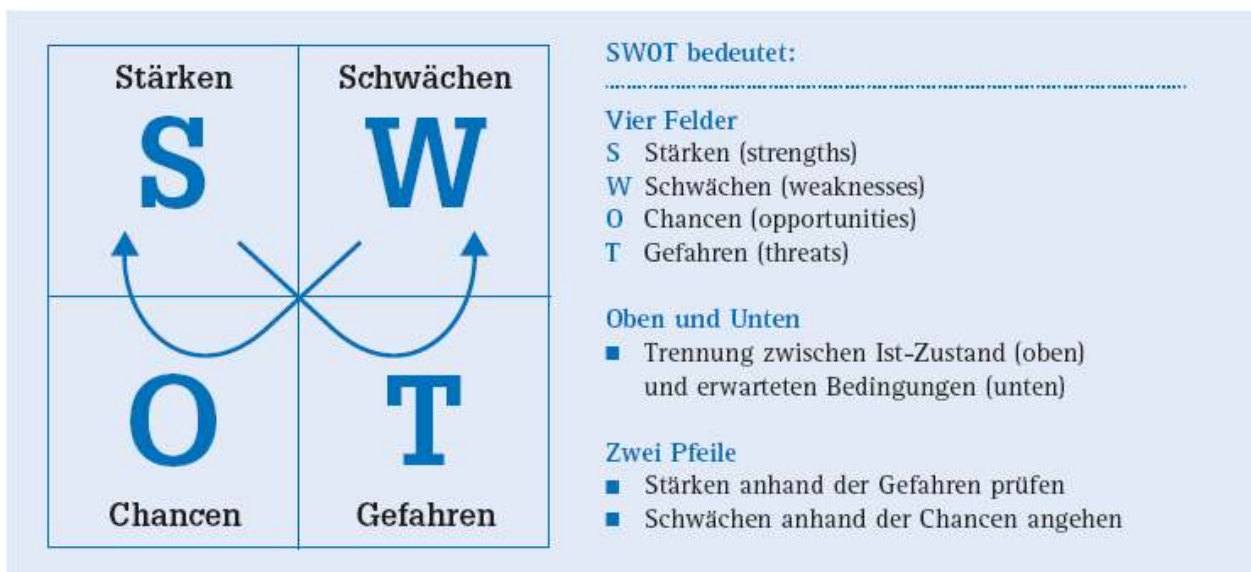 Stärken
S
Schwächen
W
O
Chancen
T
Gefahren
SWOT bedeutet:
Vier Felder
S Stärken (strengths)
W Schwächen (weaknesses)
O Chancen (opportunities)
T Gefahren (threats)
Oben und Unten
■ Trennung zwischen Ist-Zustand (oben)
und erwarteten Bedingungen (unten)
Zwei Pfeile
■ Stärken anhand der Gefahren prüfen
■ Schwächen anhand der Chancen angehen